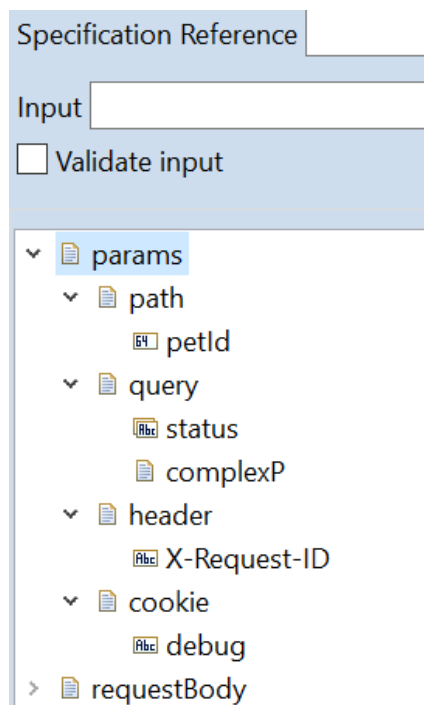 Specification Reference
Input
Validate input
params
path
64 petId
query
Abc status
complexP
header
Abc X-Request-ID
cookie
Abc debug
requestBody